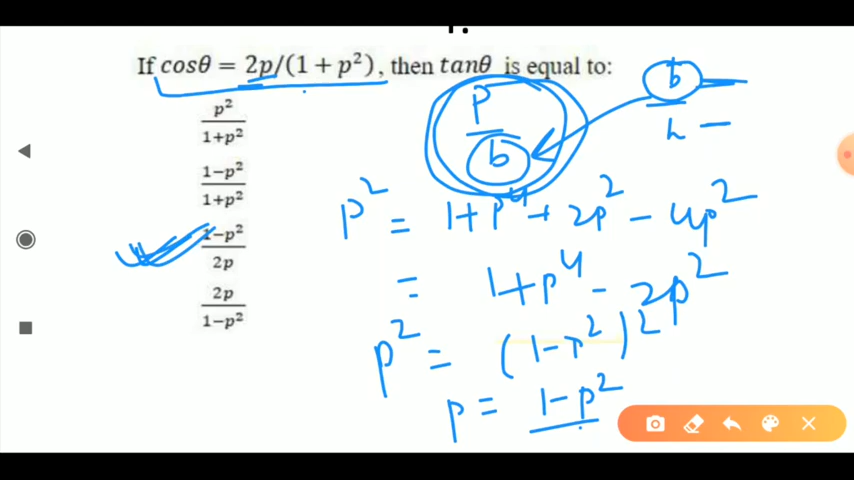 If cosθ = 2p/(1 + p²), then tanθ is equal to:
p²/1+p²
1−p²/1+p²
1−p²/2p
2p/1−p²
P/b
b/h
p² = 1+p⁴+2p²−4p²
= 1+p⁴−2p²
p² = (1−p²)²
p = 1−p²